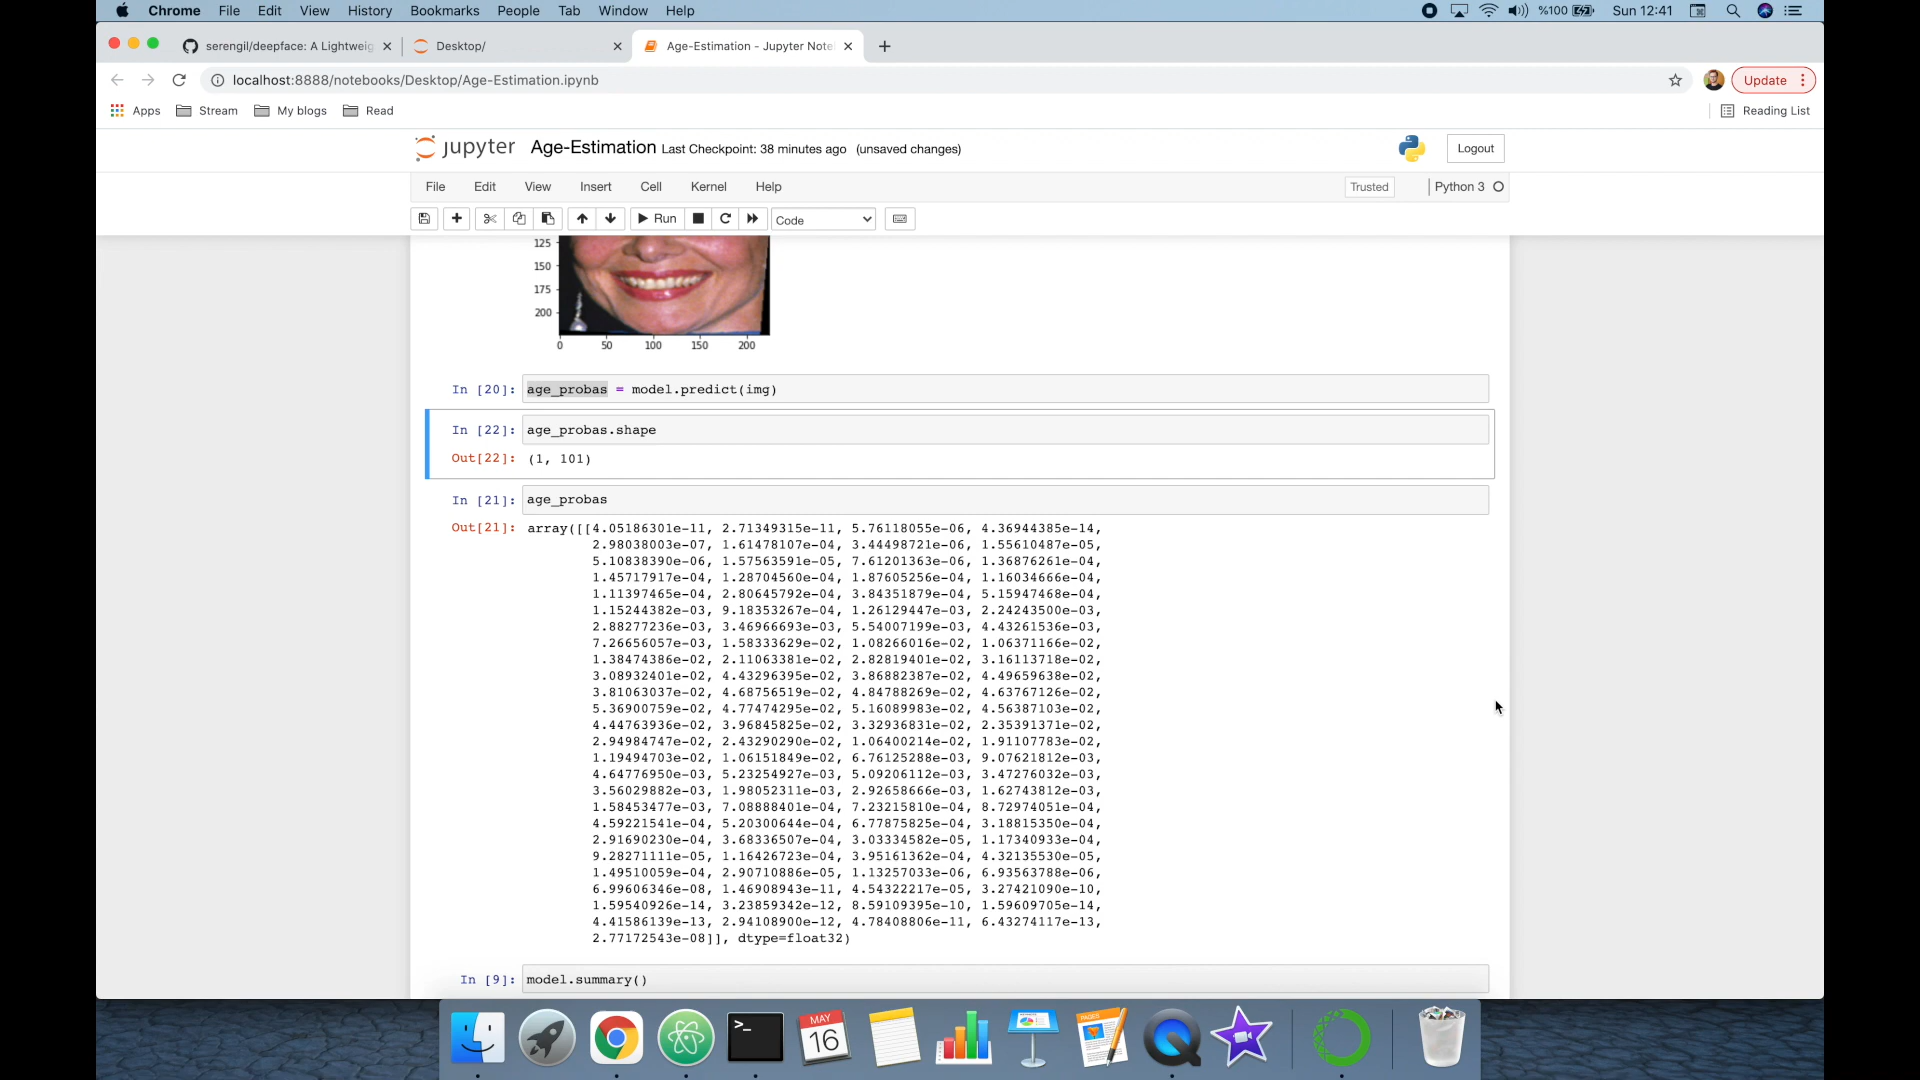 Chrome File Edit View History Bookmarks People Tab Window Help %100 Sun 12:41
serengil/deepface: A Lightweig Desktop/ Age-Estimation - Jupyter Note
localhost:8888/notebooks/Desktop/Age-Estimation.ipynb Update
Apps Stream My blogs Read Reading List
jupyter Age-Estimation Last Checkpoint: 38 minutes ago (unsaved changes) Logout
File Edit View Insert Cell Kernel Help Trusted Python 3
Run Code
125
150
175
200
0 50 100 150 200
In [20]: age_probas = model.predict(img)
In [22]: age_probas.shape
Out[22]: (1, 101)
In [21]: age_probas
Out[21]: array([[4.05186301e-11, 2.71349315e-11, 5.76118055e-06, 4.36944385e-14,
2.98038003e-07, 1.61478107e-04, 3.44498721e-06, 1.55610487e-05,
5.10838390e-06, 1.57563591e-05, 7.61201363e-06, 1.36876261e-04,
1.45717917e-04, 1.28704560e-04, 1.87605256e-04, 1.16034666e-04,
1.11397465e-04, 2.80645792e-04, 3.84351879e-04, 5.15947468e-04,
1.15244382e-03, 9.18353267e-04, 1.26129447e-03, 2.24243500e-03,
2.88277236e-03, 3.46966693e-03, 5.54007199e-03, 4.43261536e-03,
7.26656057e-03, 1.58333629e-02, 1.08266016e-02, 1.06371166e-02,
1.38474386e-02, 2.11063381e-02, 2.82819401e-02, 3.16113718e-02,
3.08932401e-02, 4.43296395e-02, 3.86882387e-02, 4.49659638e-02,
3.81063037e-02, 4.68756519e-02, 4.84788269e-02, 4.63767126e-02,
5.36900759e-02, 4.77474295e-02, 5.16089983e-02, 4.56387103e-02,
4.44763936e-02, 3.96845825e-02, 3.32936831e-02, 2.35391371e-02,
2.94984747e-02, 2.43290290e-02, 1.06400214e-02, 1.91107783e-02,
1.19494703e-02, 1.06151849e-02, 6.76125288e-03, 9.07621812e-03,
4.64776950e-03, 5.23254927e-03, 5.09206112e-03, 3.47276032e-03,
3.56029882e-03, 1.98052311e-03, 2.92658666e-03, 1.62743812e-03,
1.58453477e-03, 7.08888401e-04, 7.23215810e-04, 8.72974051e-04,
4.59221541e-04, 5.20300644e-04, 6.77875825e-04, 3.18815350e-04,
2.91690230e-04, 3.68336507e-04, 3.03334582e-05, 1.17340933e-04,
9.28271111e-05, 1.16426723e-04, 3.95161362e-04, 4.32135530e-05,
1.49510059e-04, 2.90710886e-05, 1.13257033e-06, 6.93563788e-06,
6.99606346e-08, 1.46908943e-11, 4.54322217e-05, 3.27421090e-10,
1.59540926e-14, 3.23859342e-12, 8.59109395e-10, 1.59609705e-14,
4.41586139e-13, 2.94108900e-12, 4.78408806e-11, 6.43274117e-13,
2.77172543e-08]], dtype=float32)
In [9]: model.summary()
>_
MAY
16
PAGES